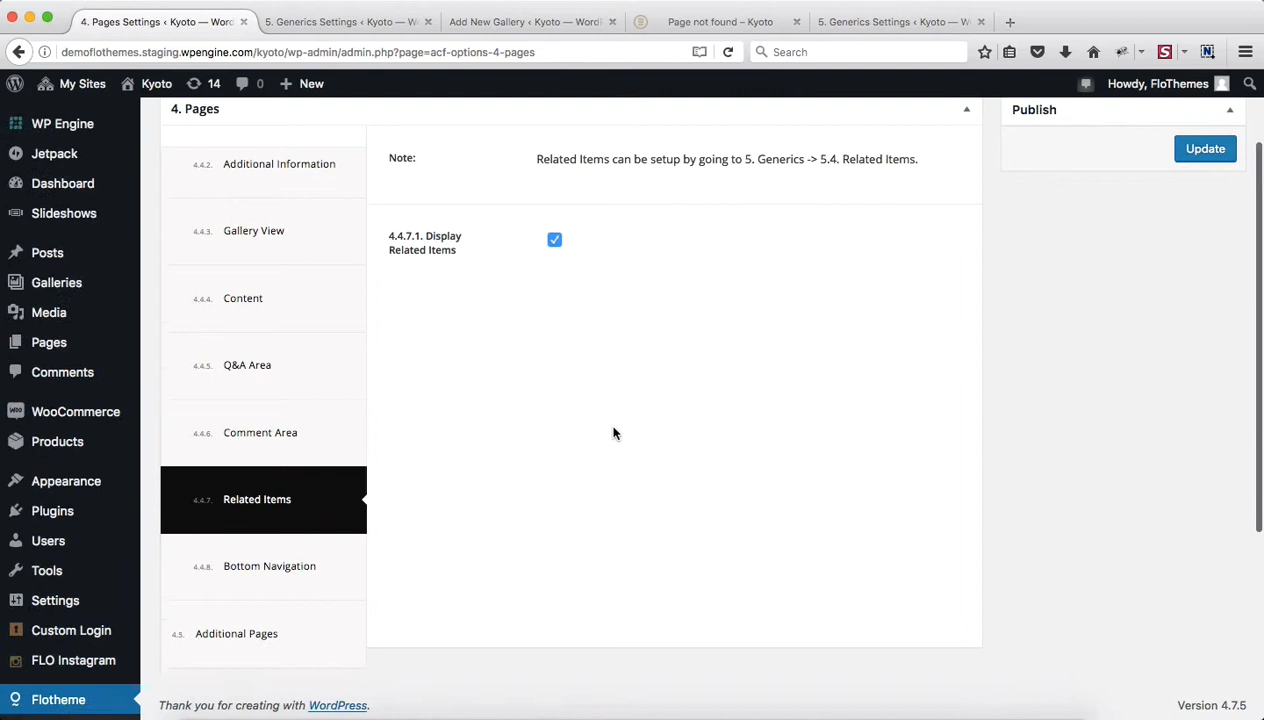 4. Pages Settings ‹ Kyoto — Word
5. Generics Settings ‹ Kyoto — W
Add New Gallery ‹ Kyoto — Word
Page not found – Kyoto
5. Generics Settings ‹ Kyoto — W
demoflothemes.staging.wpengine.com/kyoto/wp-admin/admin.php?page=acf-options-4-pages
Search
My Sites
Kyoto
14
0
New
Howdy, FloThemes
WP Engine
Jetpack
Dashboard
Slideshows
Posts
Galleries
Media
Pages
Comments
WooCommerce
Products
Appearance
Plugins
Users
Tools
Settings
Custom Login
FLO Instagram
Flotheme
4. Pages
4.4.2. Additional Information
4.4.3. Gallery View
4.4.4. Content
4.4.5. Q&A Area
4.4.6. Comment Area
4.4.7. Related Items
4.4.8. Bottom Navigation
4.5. Additional Pages
Note:
Related Items can be setup by going to 5. Generics -> 5.4. Related Items.
4.4.7.1. Display
Related Items
Publish
Update
Thank you for creating with WordPress.
Version 4.7.5